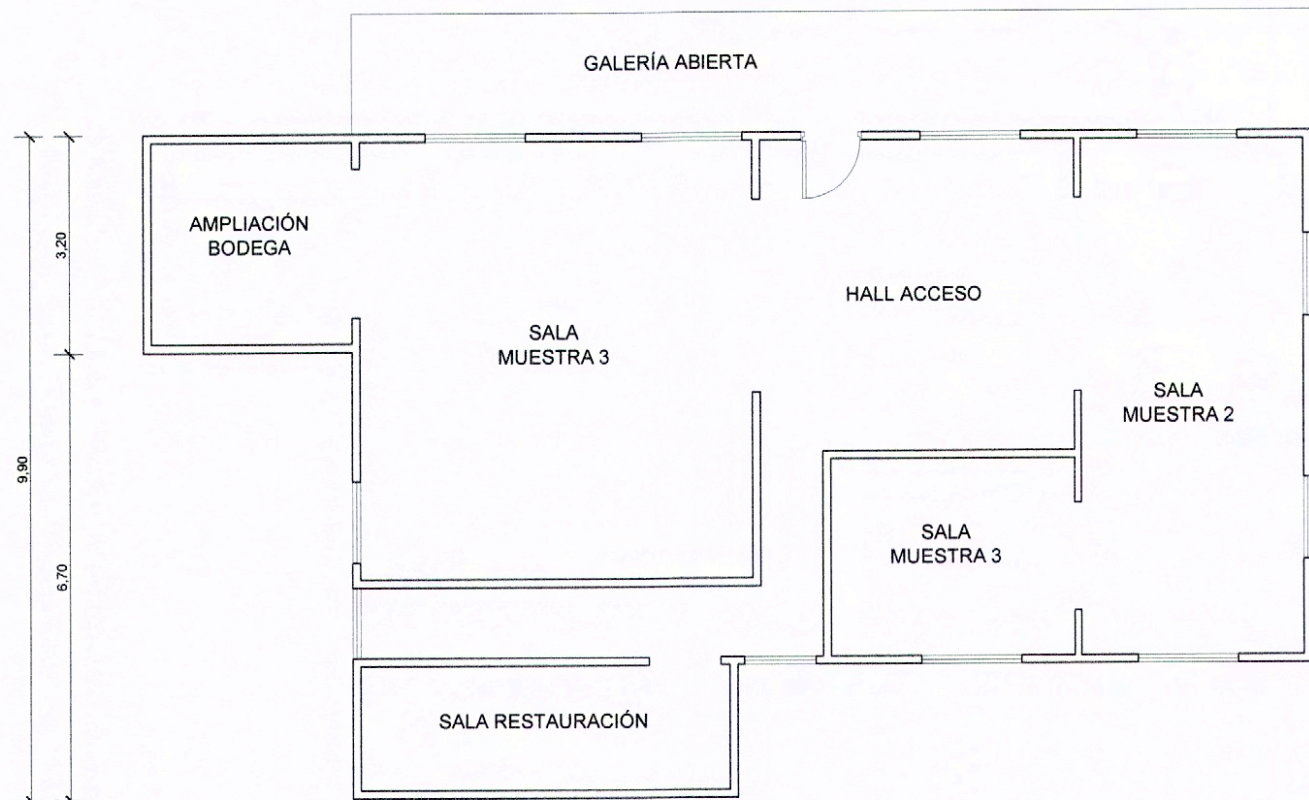 GALERÍA ABIERTA
AMPLIACIÓN
BODEGA
3,20
HALL ACCESO
SALA
MUESTRA 3
SALA
MUESTRA 2
9,90
SALA
MUESTRA 3
6,70
SALA RESTAURACIÓN